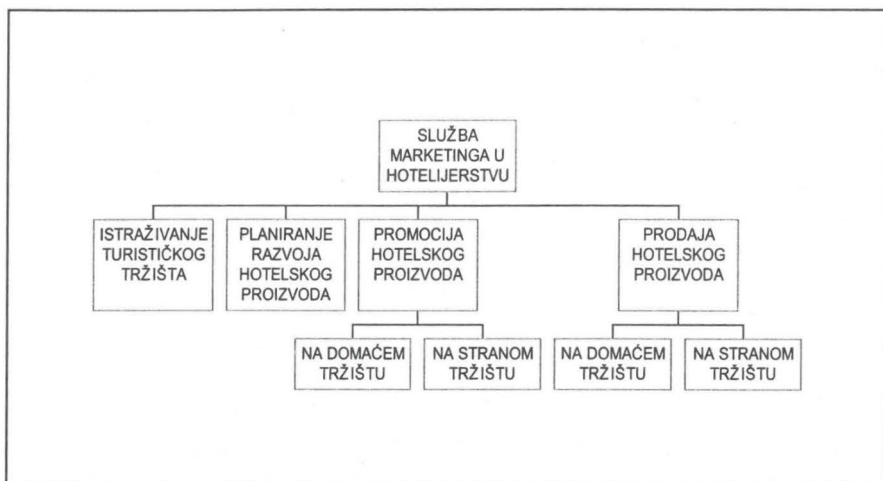 SLUŽBA
MARKETINGA U
HOTELIJERSTVU
ISTRAŽIVANJE
TURISTIČKOG
TRŽIŠTA
PLANIRANJE
RAZVOJA
HOTELSKOG
PROIZVODA
PROMOCIJA
HOTELSKOG
PROIZVODA
PRODAJA
HOTELSKOG
PROIZVODA
NA DOMAĆEM
TRŽIŠTU
NA STRANOM
TRŽIŠTU
NA DOMAĆEM
TRŽIŠTU
NA STRANOM
TRŽIŠTU